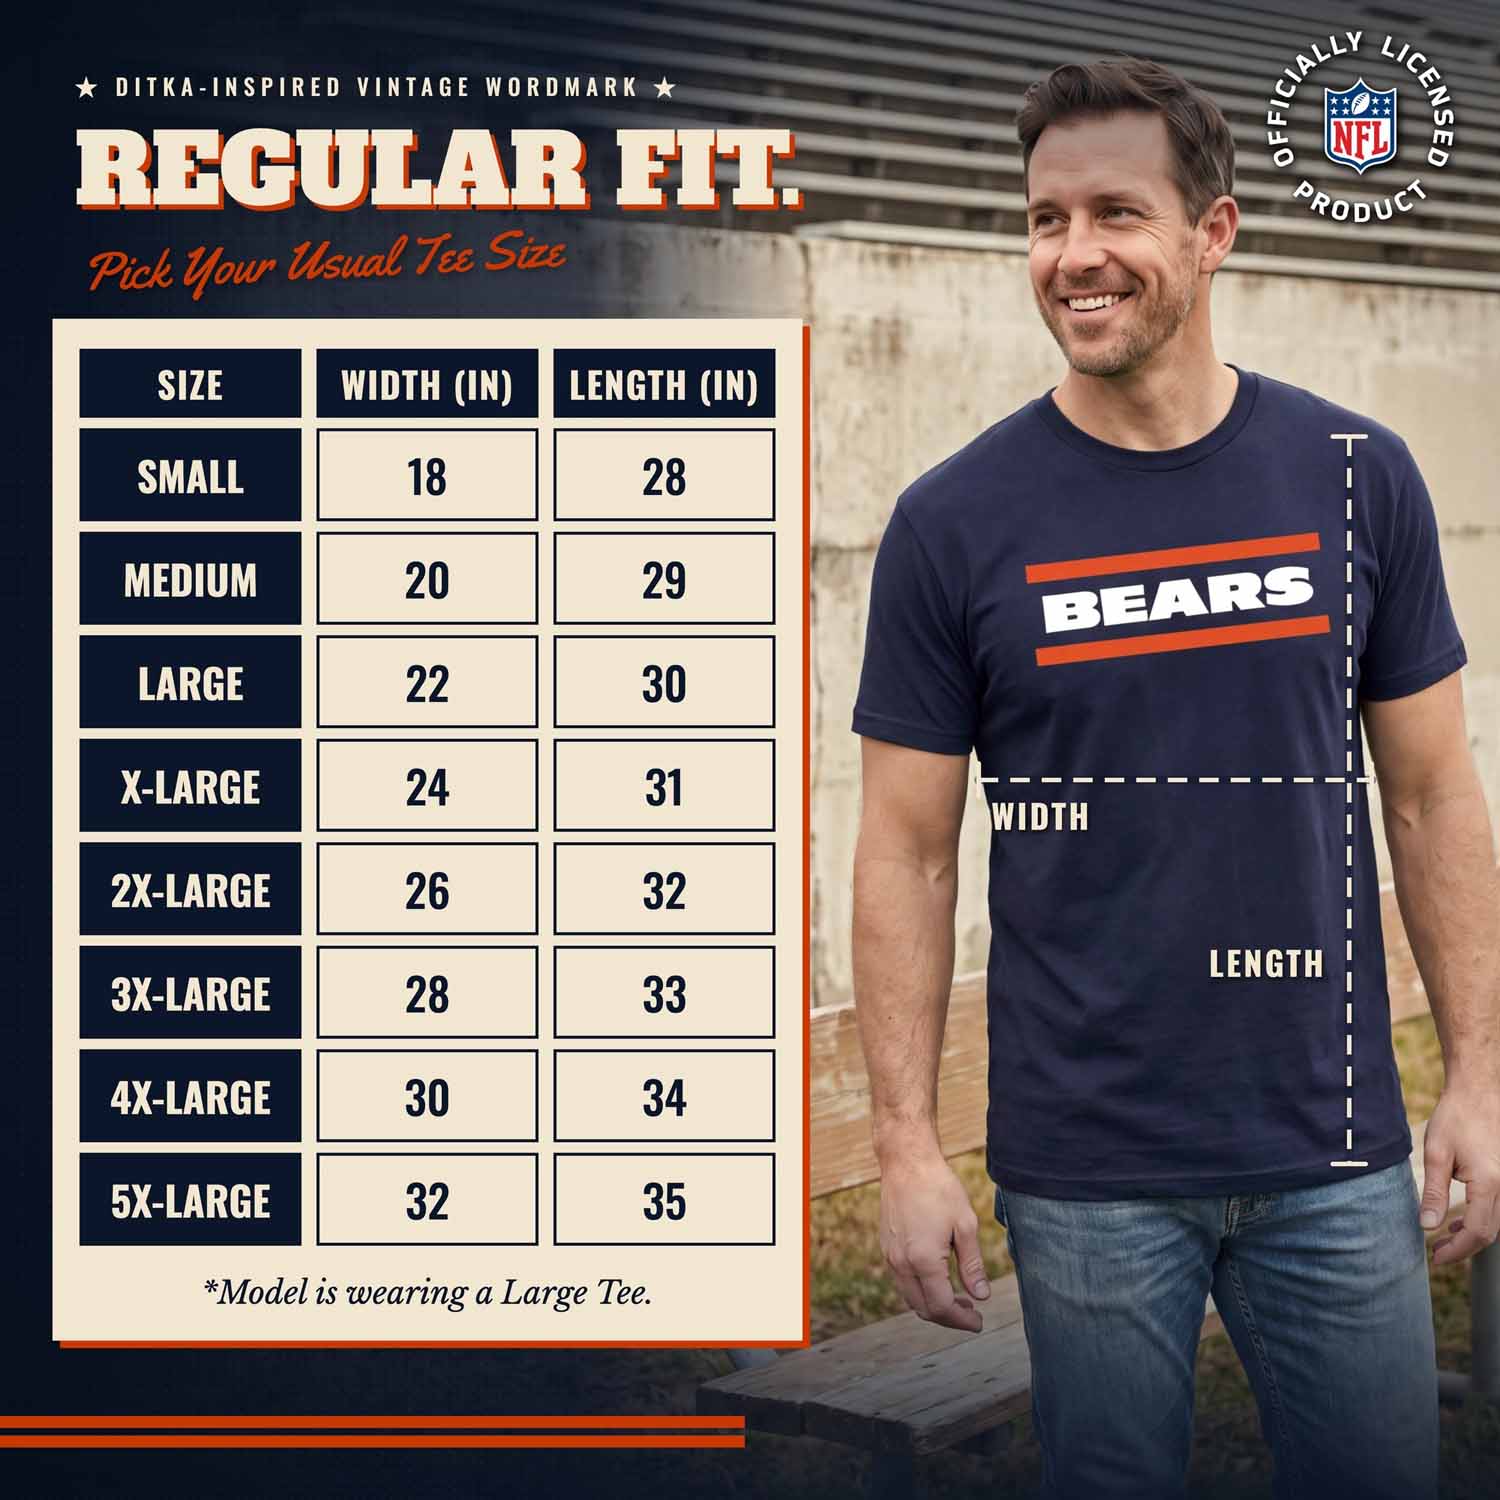 ★ DITKA-INSPIRED VINTAGE WORDMARK ★
REGULAR FIT.
Pick Your Usual Tee Size
SIZE WIDTH (IN) LENGTH (IN)
SMALL 18 28
MEDIUM 20 29
LARGE 22 30
X-LARGE 24 31
2X-LARGE 26 32
3X-LARGE 28 33
4X-LARGE 30 34
5X-LARGE 32 35
*Model is wearing a Large Tee.
OFFICIALLY LICENSED
NFL
PRODUCT
BEARS
WIDTH
LENGTH